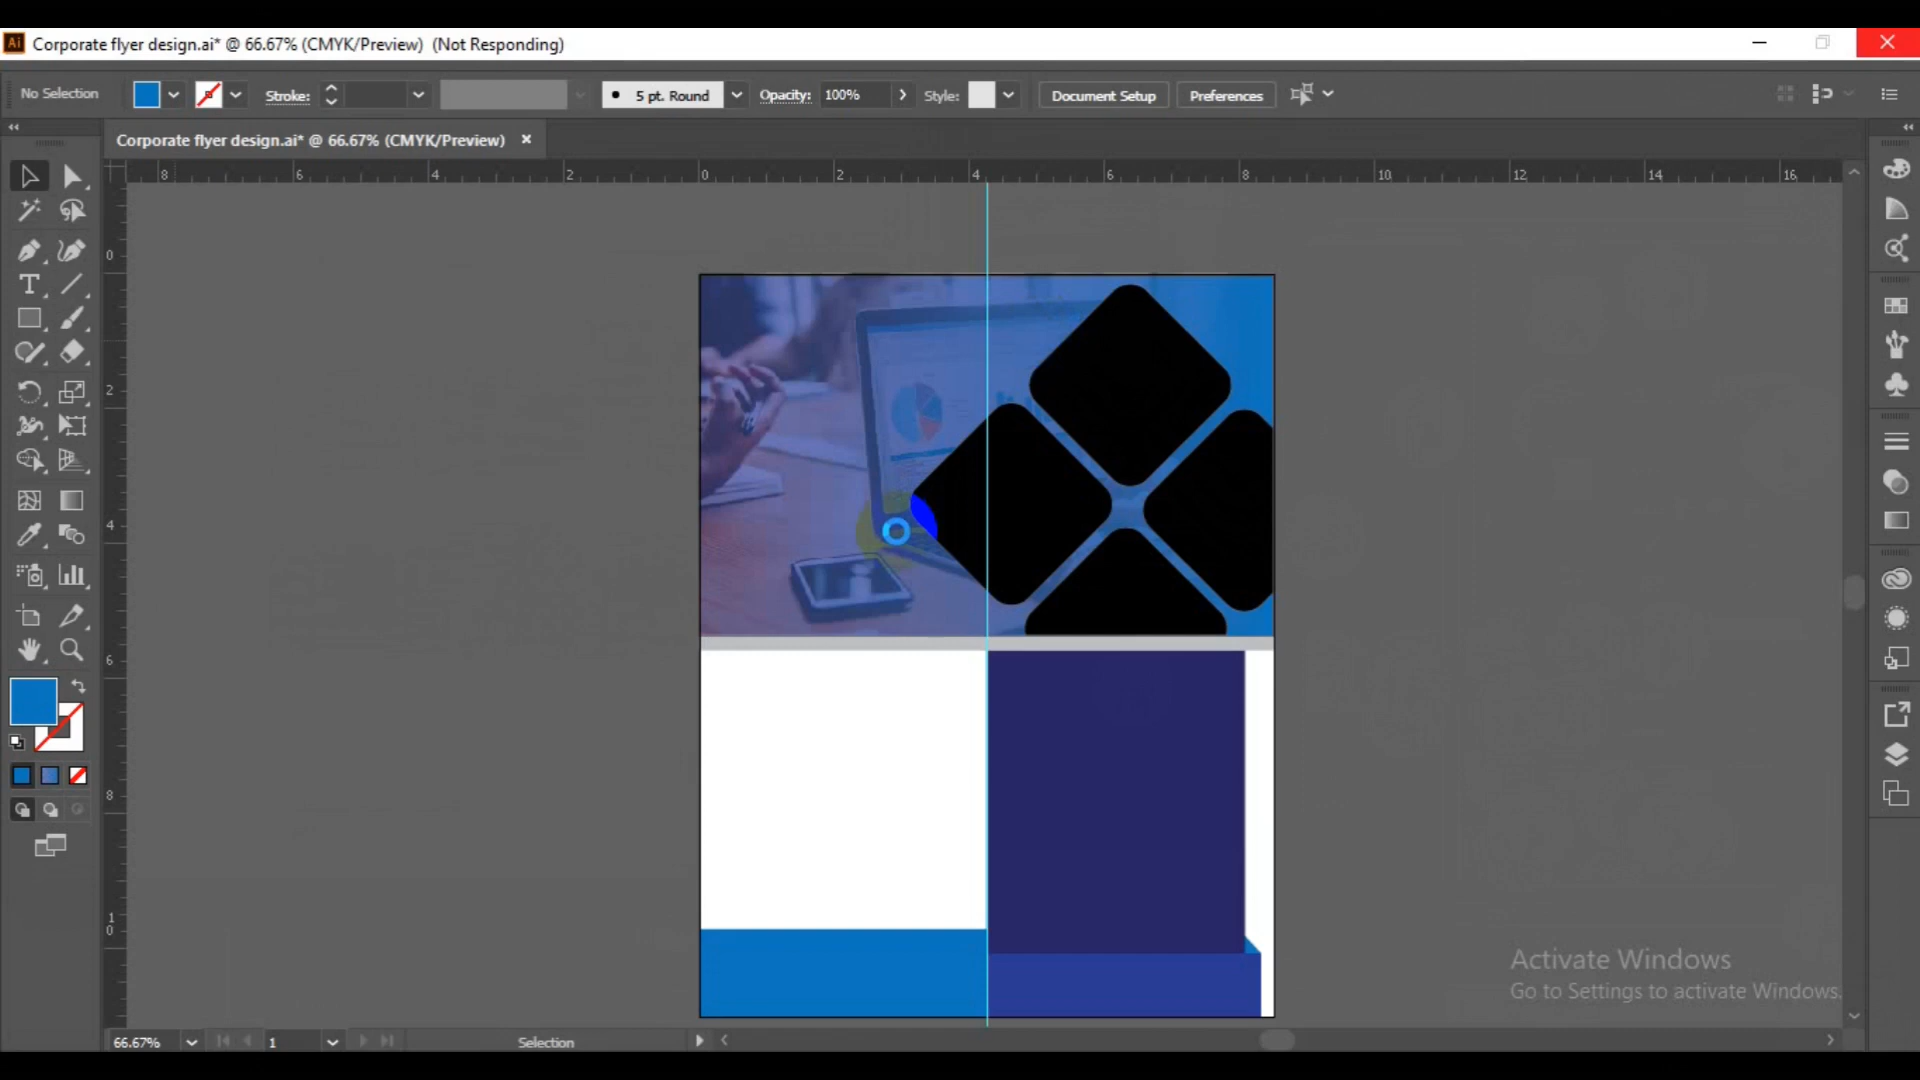 Ai Corporate flyer design.ai* @ 66.67% (CMYK/Preview) (Not Responding)
No Selection Stroke: 5 pt. Round Opacity: 100% Style: Document Setup Preferences
Corporate flyer design.ai* @ 66.67% (CMYK/Preview) ×
8 6 4 2 0 2 4 6 8 10 12 14 16
0
2
4
6
8
1
0
Activate Windows
Go to Settings to activate Windows.
66.67% 1 Selection